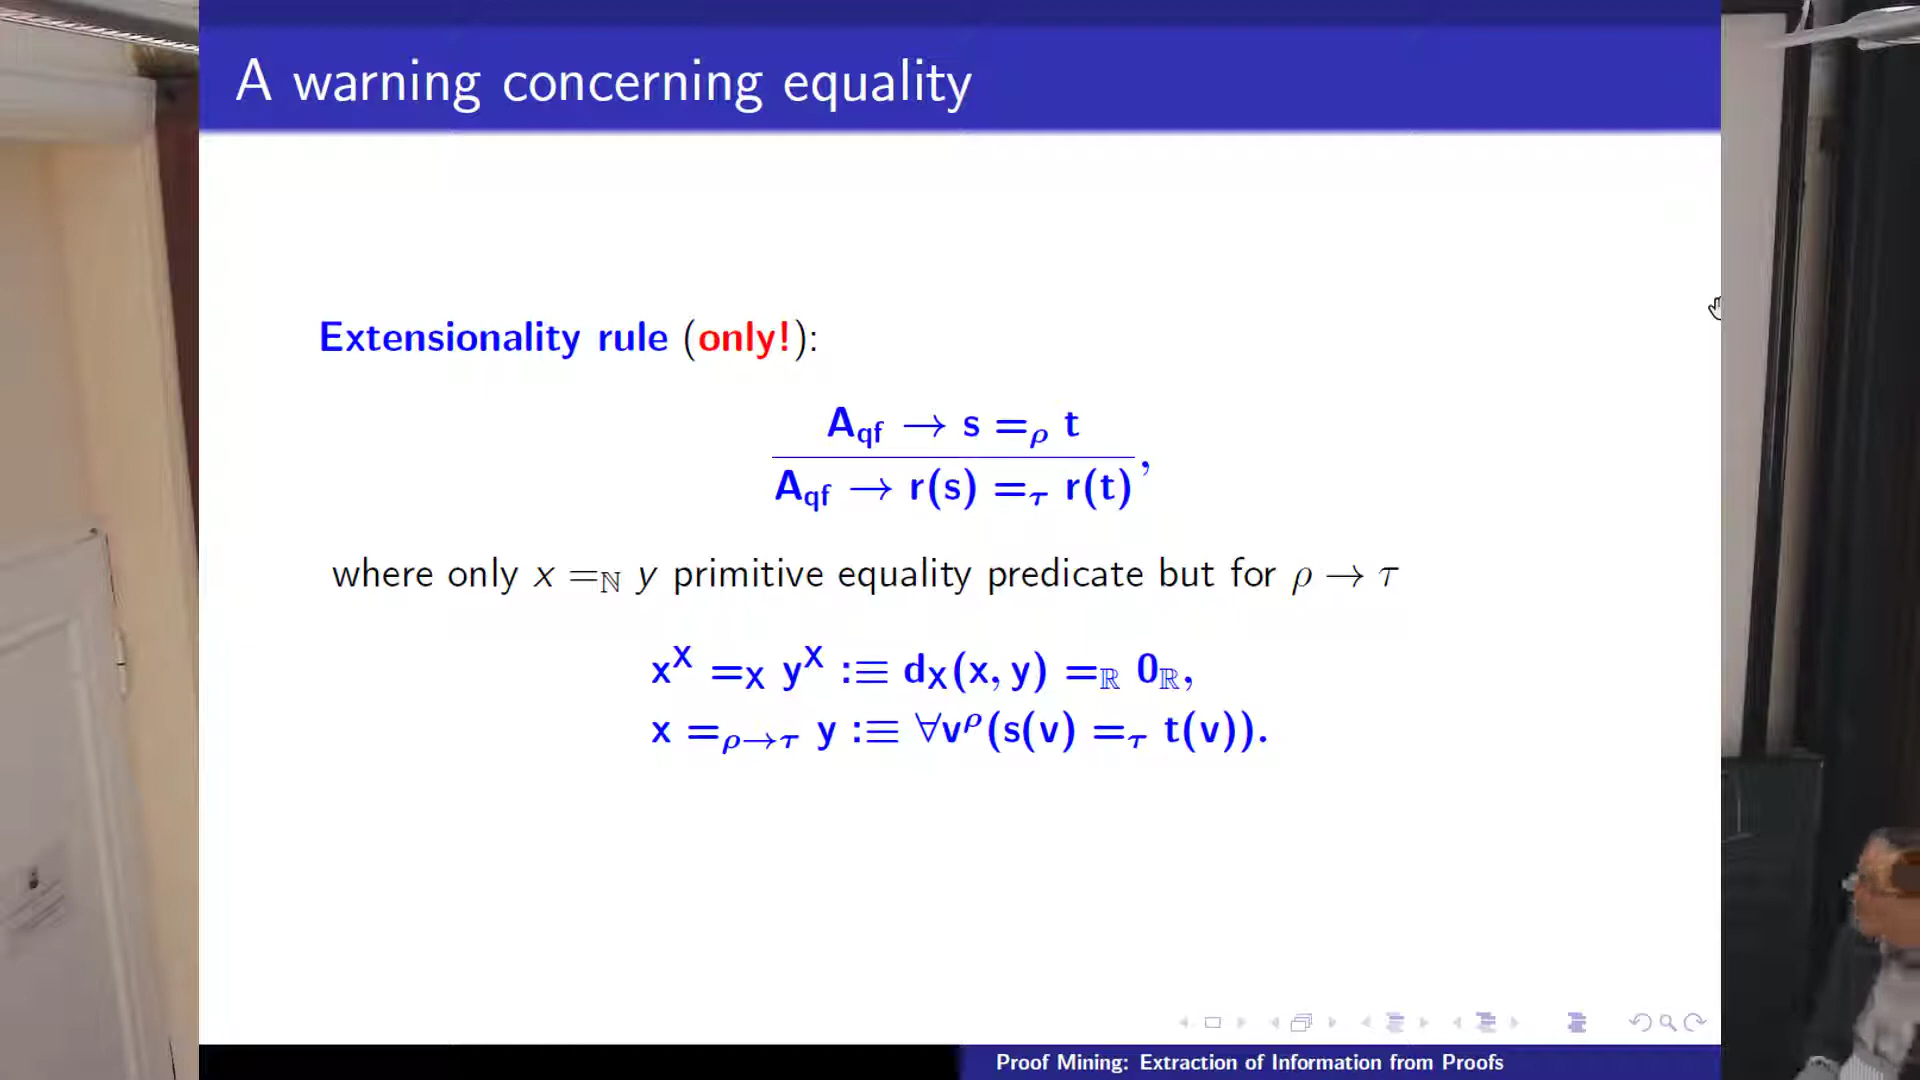 A warning concerning equality
Extensionality rule (only!):
A_qf → s =_ρ t
A_qf → r(s) =_τ r(t) ,
where only x =_ℕ y primitive equality predicate but for ρ → τ
x^X =_X y^X :≡ d_X(x, y) =_ℝ 0_ℝ,
x =_{ρ→τ} y :≡ ∀v^ρ(s(v) =_τ t(v)).
Proof Mining: Extraction of Information from Proofs